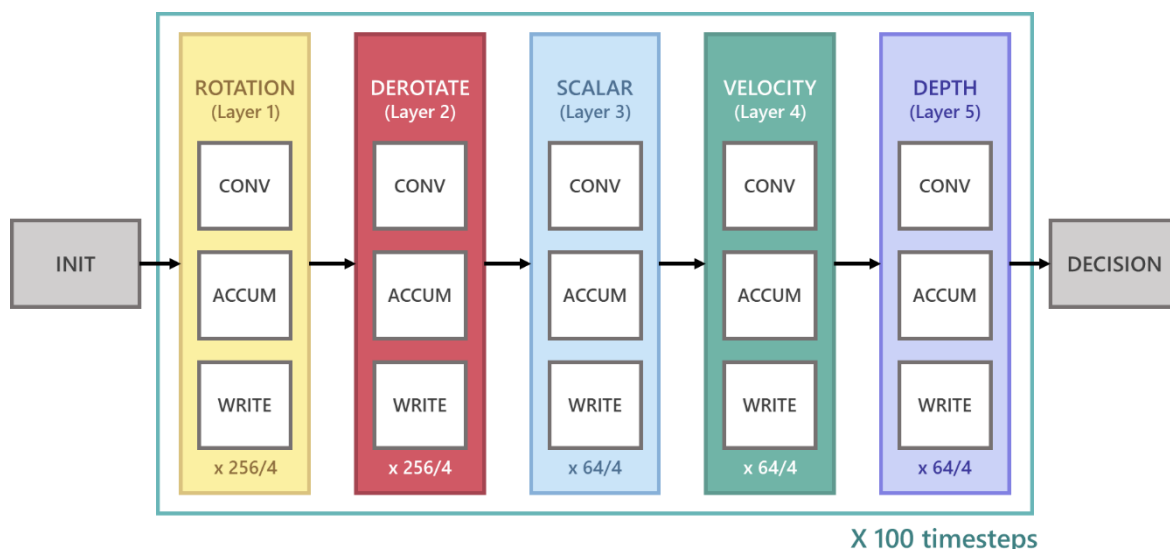 INIT
ROTATION
(Layer 1)
CONV
ACCUM
WRITE
x 256/4
DEROTATE
(Layer 2)
CONV
ACCUM
WRITE
x 256/4
SCALAR
(Layer 3)
CONV
ACCUM
WRITE
x 64/4
VELOCITY
(Layer 4)
CONV
ACCUM
WRITE
x 64/4
DEPTH
(Layer 5)
CONV
ACCUM
WRITE
x 64/4
DECISION
X 100 timesteps